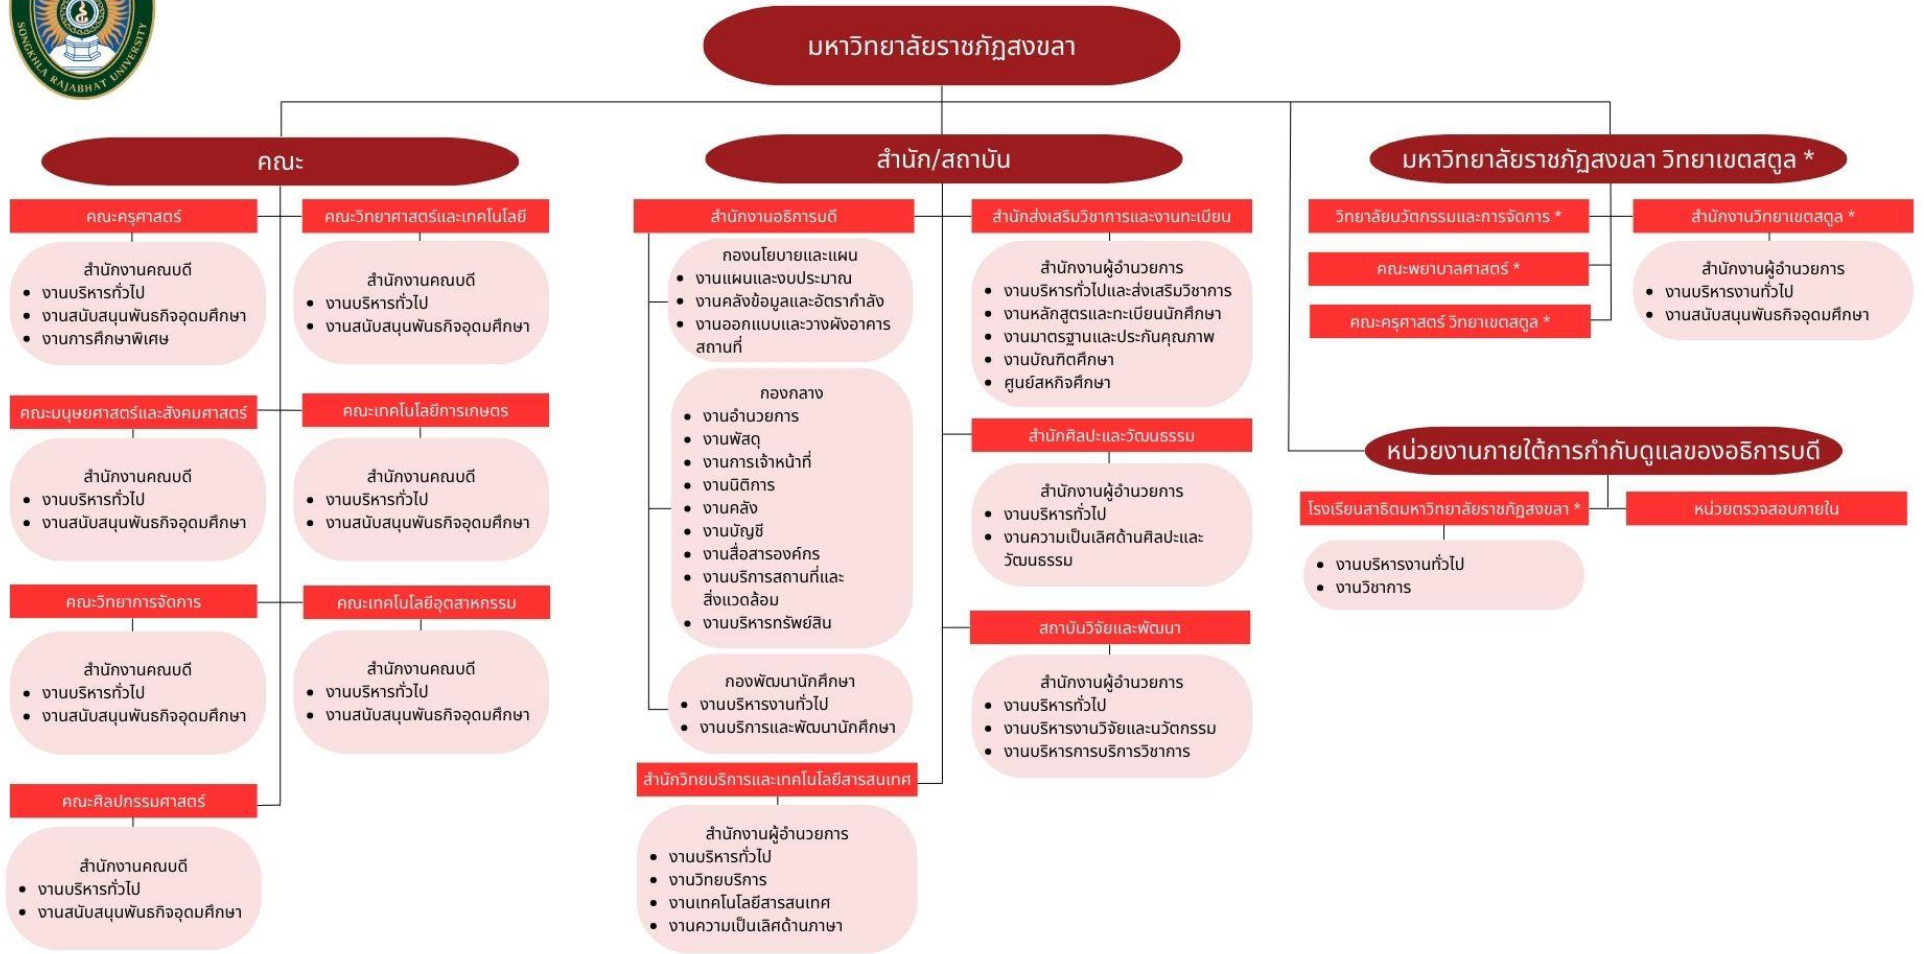 SONGKHLA RAJABHAT UNIVERSITY
มหาวิทยาลัยราชภัฏสงขลา
คณะ
คณะครุศาสตร์
สำนักงานคณบดี
• งานบริหารทั่วไป
• งานสนับสนุนพันธกิจอุดมศึกษา
• งานการศึกษาพิเศษ
คณะวิทยาศาสตร์และเทคโนโลยี
สำนักงานคณบดี
• งานบริหารทั่วไป
• งานสนับสนุนพันธกิจอุดมศึกษา
คณะมนุษยศาสตร์และสังคมศาสตร์
สำนักงานคณบดี
• งานบริหารทั่วไป
• งานสนับสนุนพันธกิจอุดมศึกษา
คณะเทคโนโลยีการเกษตร
สำนักงานคณบดี
• งานบริหารทั่วไป
• งานสนับสนุนพันธกิจอุดมศึกษา
คณะวิทยาการจัดการ
สำนักงานคณบดี
• งานบริหารทั่วไป
• งานสนับสนุนพันธกิจอุดมศึกษา
คณะเทคโนโลยีอุตสาหกรรม
สำนักงานคณบดี
• งานบริหารทั่วไป
• งานสนับสนุนพันธกิจอุดมศึกษา
คณะศิลปกรรมศาสตร์
สำนักงานคณบดี
• งานบริหารทั่วไป
• งานสนับสนุนพันธกิจอุดมศึกษา
สำนัก/สถาบัน
สำนักงานอธิการบดี
กองนโยบายและแผน
• งานแผนและงบประมาณ
• งานคลังข้อมูลและอัตรากำลัง
• งานออกแบบและวางผังอาคาร
สถานที่
กองกลาง
• งานอำนวยการ
• งานพัสดุ
• งานการเจ้าหน้าที่
• งานนิติการ
• งานคลัง
• งานบัญชี
• งานสื่อสารองค์กร
• งานบริการสถานที่และ
สิ่งแวดล้อม
• งานบริหารทรัพย์สิน
กองพัฒนานักศึกษา
• งานบริหารงานทั่วไป
• งานบริการและพัฒนานักศึกษา
สำนักวิทยบริการและเทคโนโลยีสารสนเทศ
สำนักงานผู้อำนวยการ
• งานบริหารทั่วไป
• งานวิทยบริการ
• งานเทคโนโลยีสารสนเทศ
• งานความเป็นเลิศด้านภาษา
สำนักส่งเสริมวิชาการและงานทะเบียน
สำนักงานผู้อำนวยการ
• งานบริหารทั่วไปและส่งเสริมวิชาการ
• งานหลักสูตรและทะเบียนนักศึกษา
• งานมาตรฐานและประกันคุณภาพ
• งานบัณฑิตศึกษา
• ศูนย์สหกิจศึกษา
สำนักศิลปะและวัฒนธรรม
สำนักงานผู้อำนวยการ
• งานบริหารทั่วไป
• งานความเป็นเลิศด้านศิลปะและ
วัฒนธรรม
สถาบันวิจัยและพัฒนา
สำนักงานผู้อำนวยการ
• งานบริหารทั่วไป
• งานบริหารงานวิจัยและนวัตกรรม
• งานบริหารการบริการวิชาการ
มหาวิทยาลัยราชภัฏสงขลา วิทยาเขตสตูล *
วิทยาลัยนวัตกรรมและการจัดการ *
คณะพยาบาลศาสตร์ *
คณะครุศาสตร์ วิทยาเขตสตูล *
สำนักงานวิทยาเขตสตูล *
สำนักงานผู้อำนวยการ
• งานบริหารงานทั่วไป
• งานสนับสนุนพันธกิจอุดมศึกษา
หน่วยงานภายใต้การกำกับดูแลของอธิการบดี
โรงเรียนสาธิตมหาวิทยาลัยราชภัฏสงขลา *
• งานบริหารงานทั่วไป
• งานวิชาการ
หน่วยตรวจสอบภายใน